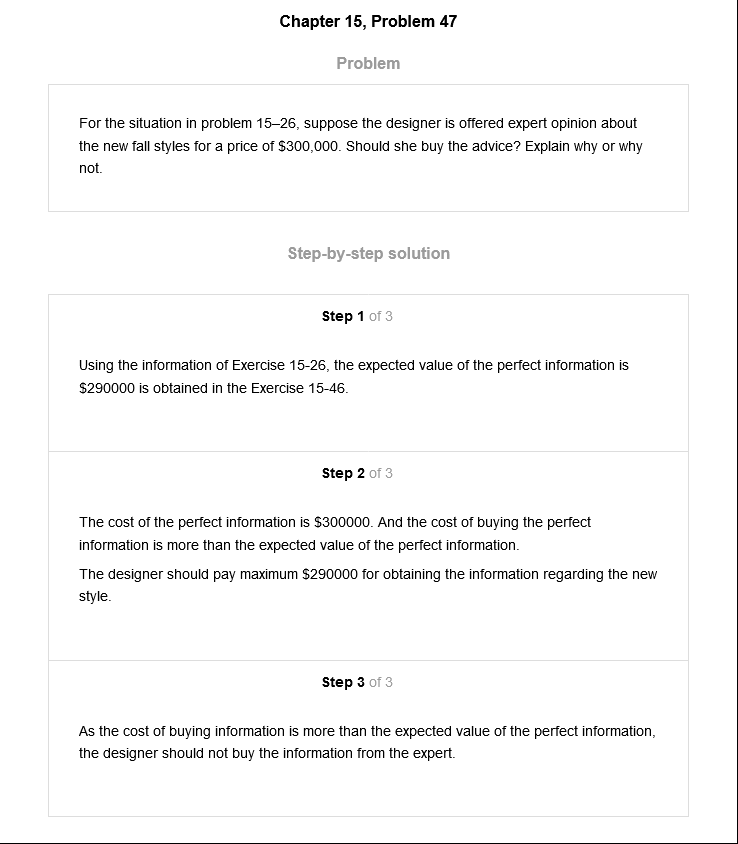 Chapter 15, Problem 47
Problem
For the situation in problem 15–26, suppose the designer is offered expert opinion about
the new fall styles for a price of $300,000. Should she buy the advice? Explain why or why
not.
Step-by-step solution
Step 1 of 3
Using the information of Exercise 15-26, the expected value of the perfect information is
$290000 is obtained in the Exercise 15-46.
Step 2 of 3
The cost of the perfect information is $300000. And the cost of buying the perfect
information is more than the expected value of the perfect information.
The designer should pay maximum $290000 for obtaining the information regarding the new
style.
Step 3 of 3
As the cost of buying information is more than the expected value of the perfect information,
the designer should not buy the information from the expert.